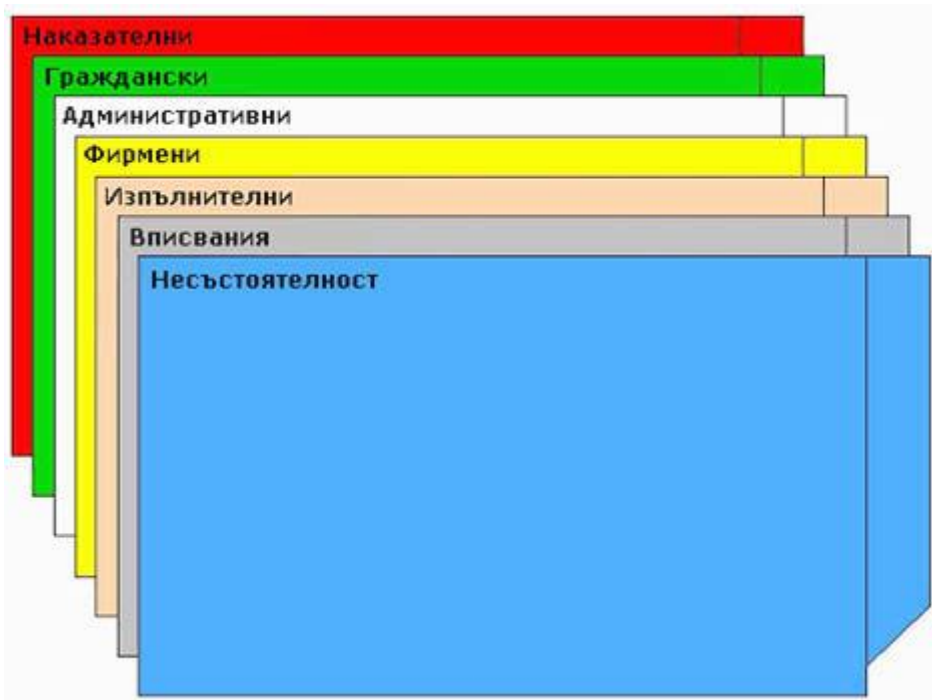 Наказателни
Граждански
Административни
Фирмени
Изпълнителни
Вписвания
Несъстоятелност